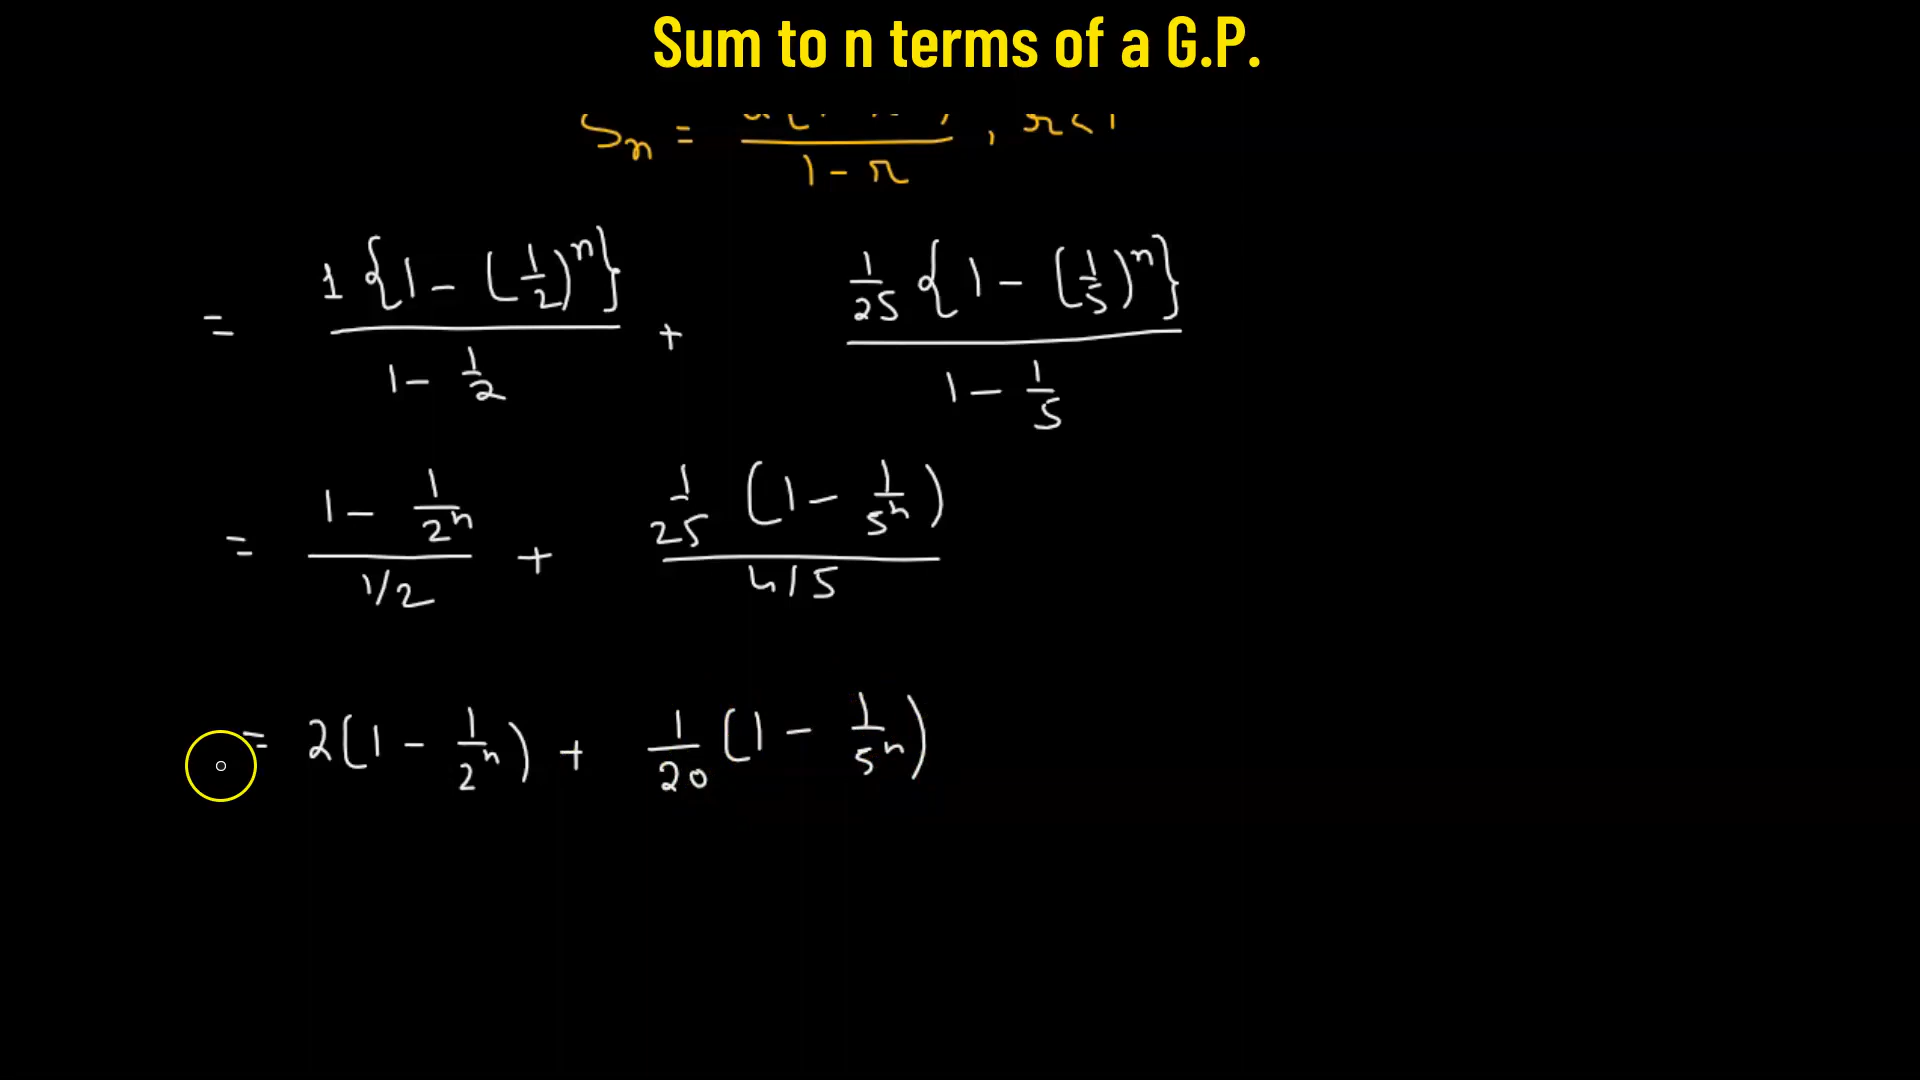 Sum to n terms of a G.P.
Sn = / 1 - r , r < 1
= 1 {1 - (1/2)^n} / 1 - 1/2 + 1/25 {1 - (1/5)^n} / 1 - 1/5
= 1 - 1/2^n / 1/2 + 1/25 (1 - 1/5^n) / 4/5
= 2(1 - 1/2^n) + 1/20 (1 - 1/5^n)